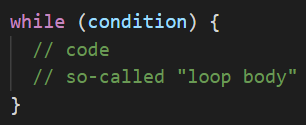 while (condition) {
  // code
  // so-called "loop body"
}